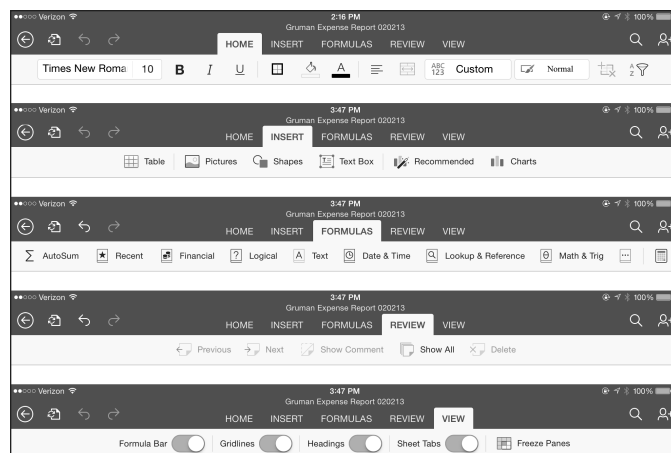 Verizon 2:16 PM 100%
Gruman Expense Report 020213
HOME INSERT FORMULAS REVIEW VIEW
Times New Roma 10 B I U A ABC 123 Custom Normal A Z
Verizon 3:47 PM 100%
Gruman Expense Report 020213
HOME INSERT FORMULAS REVIEW VIEW
Table Pictures Shapes Text Box Recommended Charts
Verizon 3:47 PM 100%
Gruman Expense Report 020213
HOME INSERT FORMULAS REVIEW VIEW
Σ AutoSum Recent Financial ? Logical A Text Date & Time Lookup & Reference θ Math & Trig ...
Verizon 3:47 PM 100%
Gruman Expense Report 020213
HOME INSERT FORMULAS REVIEW VIEW
Previous Next Show Comment Show All Delete
Verizon 3:47 PM 100%
Gruman Expense Report 020213
HOME INSERT FORMULAS REVIEW VIEW
Formula Bar Gridlines Headings Sheet Tabs Freeze Panes